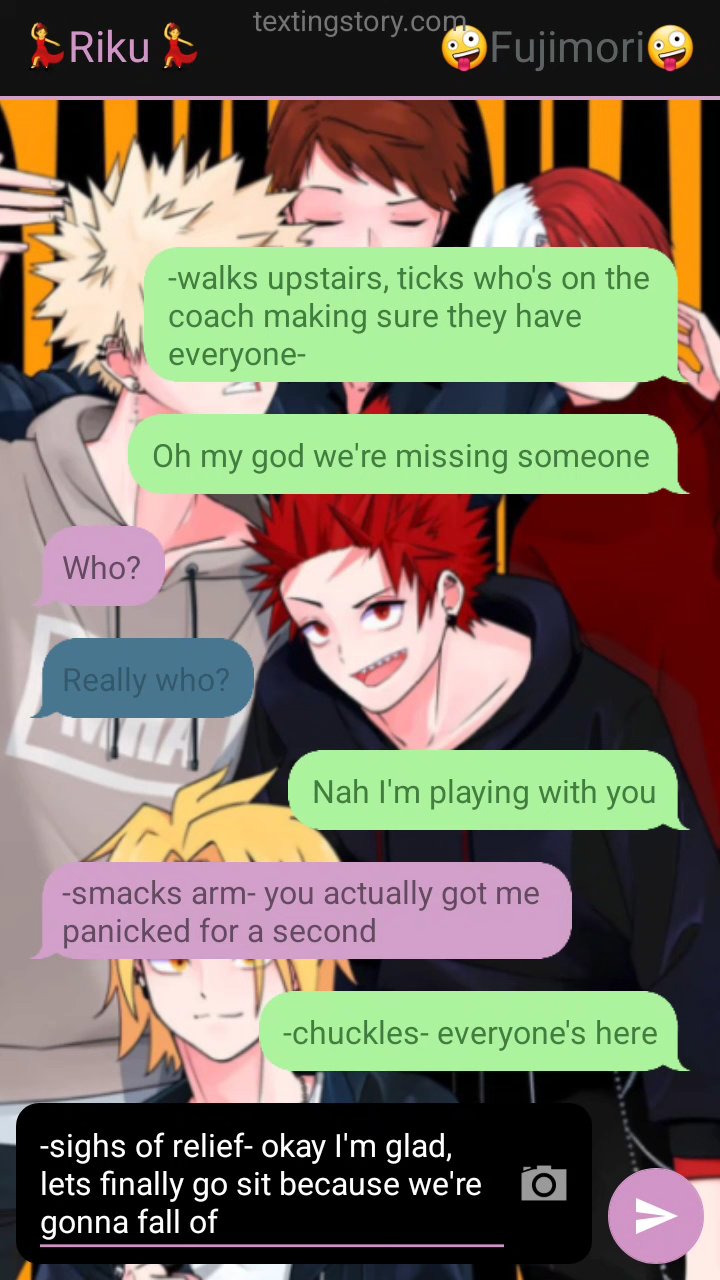 textingstory.com
💃Riku💃
🤪Fujimori🤪
-walks upstairs, ticks who's on the
coach making sure they have
everyone-
Oh my god we're missing someone
Who?
Really who?
MHA
Nah I'm playing with you
-smacks arm- you actually got me
panicked for a second
-chuckles- everyone's here
-sighs of relief- okay I'm glad,
lets finally go sit because we're
gonna fall of